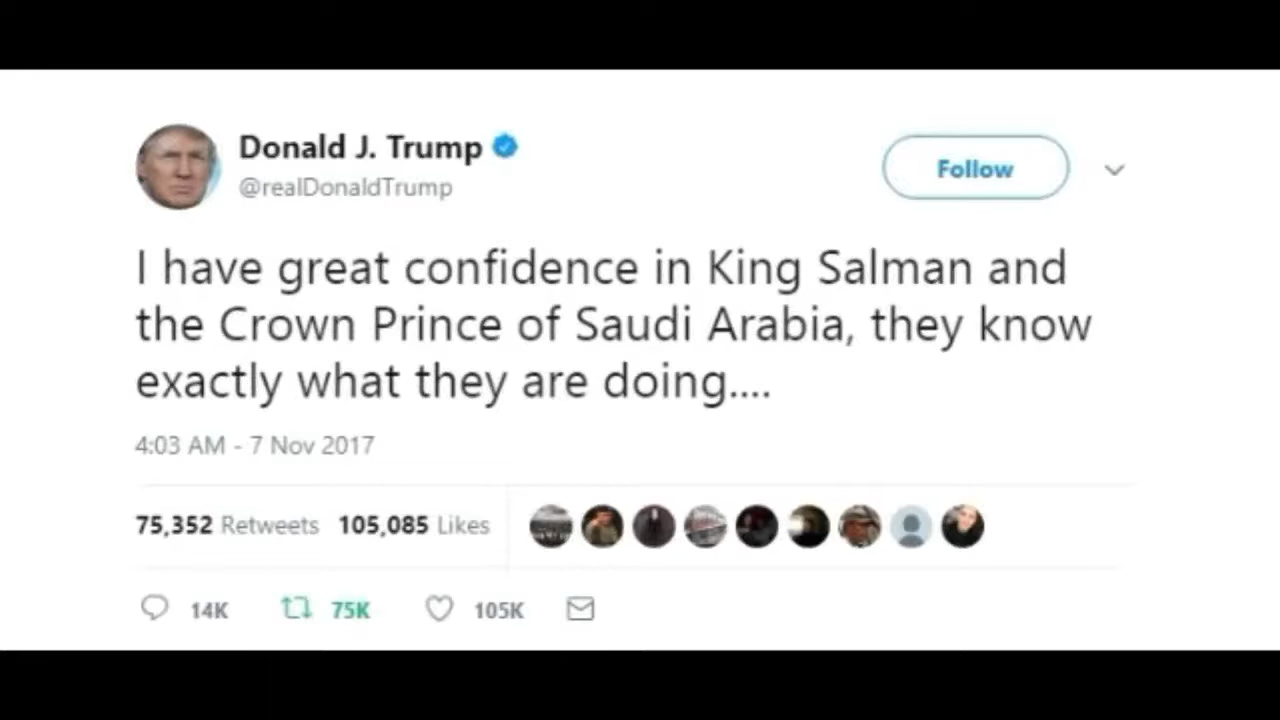 Donald J. Trump
@realDonaldTrump
Follow
I have great confidence in King Salman and
the Crown Prince of Saudi Arabia, they know
exactly what they are doing....
4:03 AM - 7 Nov 2017
75,352 Retweets 105,085 Likes
14K 75K 105K